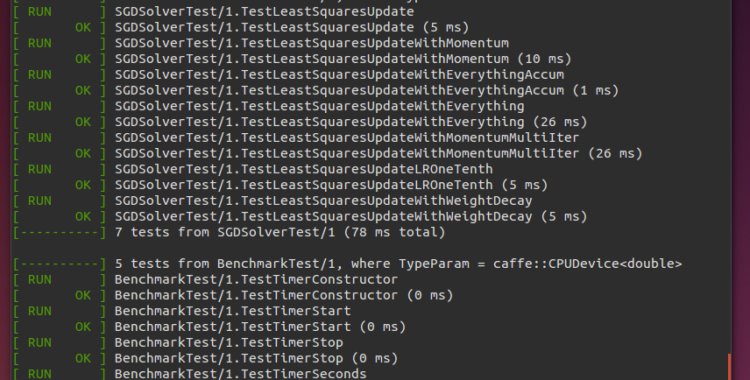 [ RUN      ] SGDSolverTest/1.TestLeastSquaresUpdate
[       OK ] SGDSolverTest/1.TestLeastSquaresUpdate (5 ms)
[ RUN      ] SGDSolverTest/1.TestLeastSquaresUpdateWithMomentum
[       OK ] SGDSolverTest/1.TestLeastSquaresUpdateWithMomentum (10 ms)
[ RUN      ] SGDSolverTest/1.TestLeastSquaresUpdateWithEverythingAccum
[       OK ] SGDSolverTest/1.TestLeastSquaresUpdateWithEverythingAccum (1 ms)
[ RUN      ] SGDSolverTest/1.TestLeastSquaresUpdateWithEverything
[       OK ] SGDSolverTest/1.TestLeastSquaresUpdateWithEverything (26 ms)
[ RUN      ] SGDSolverTest/1.TestLeastSquaresUpdateWithMomentumMultiIter
[       OK ] SGDSolverTest/1.TestLeastSquaresUpdateWithMomentumMultiIter (26 ms)
[ RUN      ] SGDSolverTest/1.TestLeastSquaresUpdateLROneTenth
[       OK ] SGDSolverTest/1.TestLeastSquaresUpdateLROneTenth (5 ms)
[ RUN      ] SGDSolverTest/1.TestLeastSquaresUpdateWithWeightDecay
[       OK ] SGDSolverTest/1.TestLeastSquaresUpdateWithWeightDecay (5 ms)
[----------] 7 tests from SGDSolverTest/1 (78 ms total)

[----------] 5 tests from BenchmarkTest/1, where TypeParam = caffe::CPUDevice<double>
[ RUN      ] BenchmarkTest/1.TestTimerConstructor
[       OK ] BenchmarkTest/1.TestTimerConstructor (0 ms)
[ RUN      ] BenchmarkTest/1.TestTimerStart
[       OK ] BenchmarkTest/1.TestTimerStart (0 ms)
[ RUN      ] BenchmarkTest/1.TestTimerStop
[       OK ] BenchmarkTest/1.TestTimerStop (0 ms)
[ RUN      ] BenchmarkTest/1.TestTimerSeconds